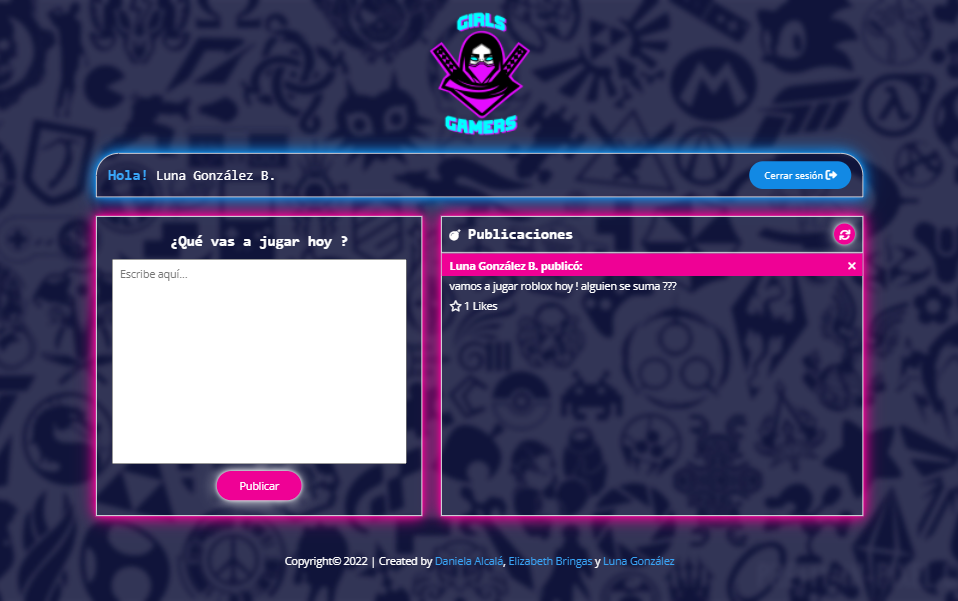 GIRLS
GAMERS
Hola! Luna González B.
Cerrar sesión
¿Qué vas a jugar hoy ?
Escribe aquí...
Publicar
Publicaciones
Luna González B. publicó:
vamos a jugar roblox hoy ! alguien se suma ???
1 Likes
Copyright© 2022 | Created by Daniela Alcalá, Elizabeth Bringas y Luna González